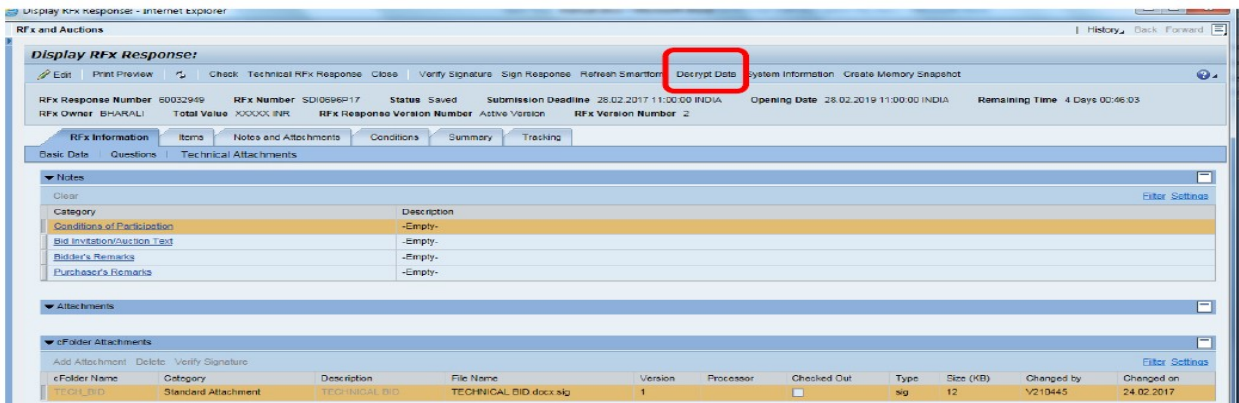 Display RFx Response: - Internet Explorer
RFx and Auctions | History, Back Forward
Display RFx Response:
Edit | Print Preview | Check Technical RFx Response Close | Verify Signature Sign Response Refresh Smartform Decrypt Data System Information Create Memory Snapshot
RFx Response Number 60032949 RFx Number SDI0696P17 Status Saved Submission Deadline 28.02.2017 11:00:00 INDIA Opening Date 28.02.2019 11:00:00 INDIA Remaining Time 4 Days 00:46:03
RFx Owner BHARALI Total Value XXXXX INR RFx Response Version Number Active Version RFx Version Number 2
RFx Information Items Notes and Attachments Conditions Summary Tracking
Basic Data | Questions | Technical Attachments
Notes
Clear Filter Settings
Category Description
Conditions of Participation -Empty-
Bid Invitation/Auction Text -Empty-
Bidder's Remarks -Empty-
Purchaser's Remarks -Empty-
Attachments
cFolder Attachments
Add Attachment Delete Verify Signature Filter Settings
cFolder Name Category Description File Name Version Processor Checked Out Type Size (KB) Changed by Changed on
TECH_BID Standard Attachment TECHNICAL BID TECHNICAL BID.docx.sig 1 sig 12 V210445 24.02.2017